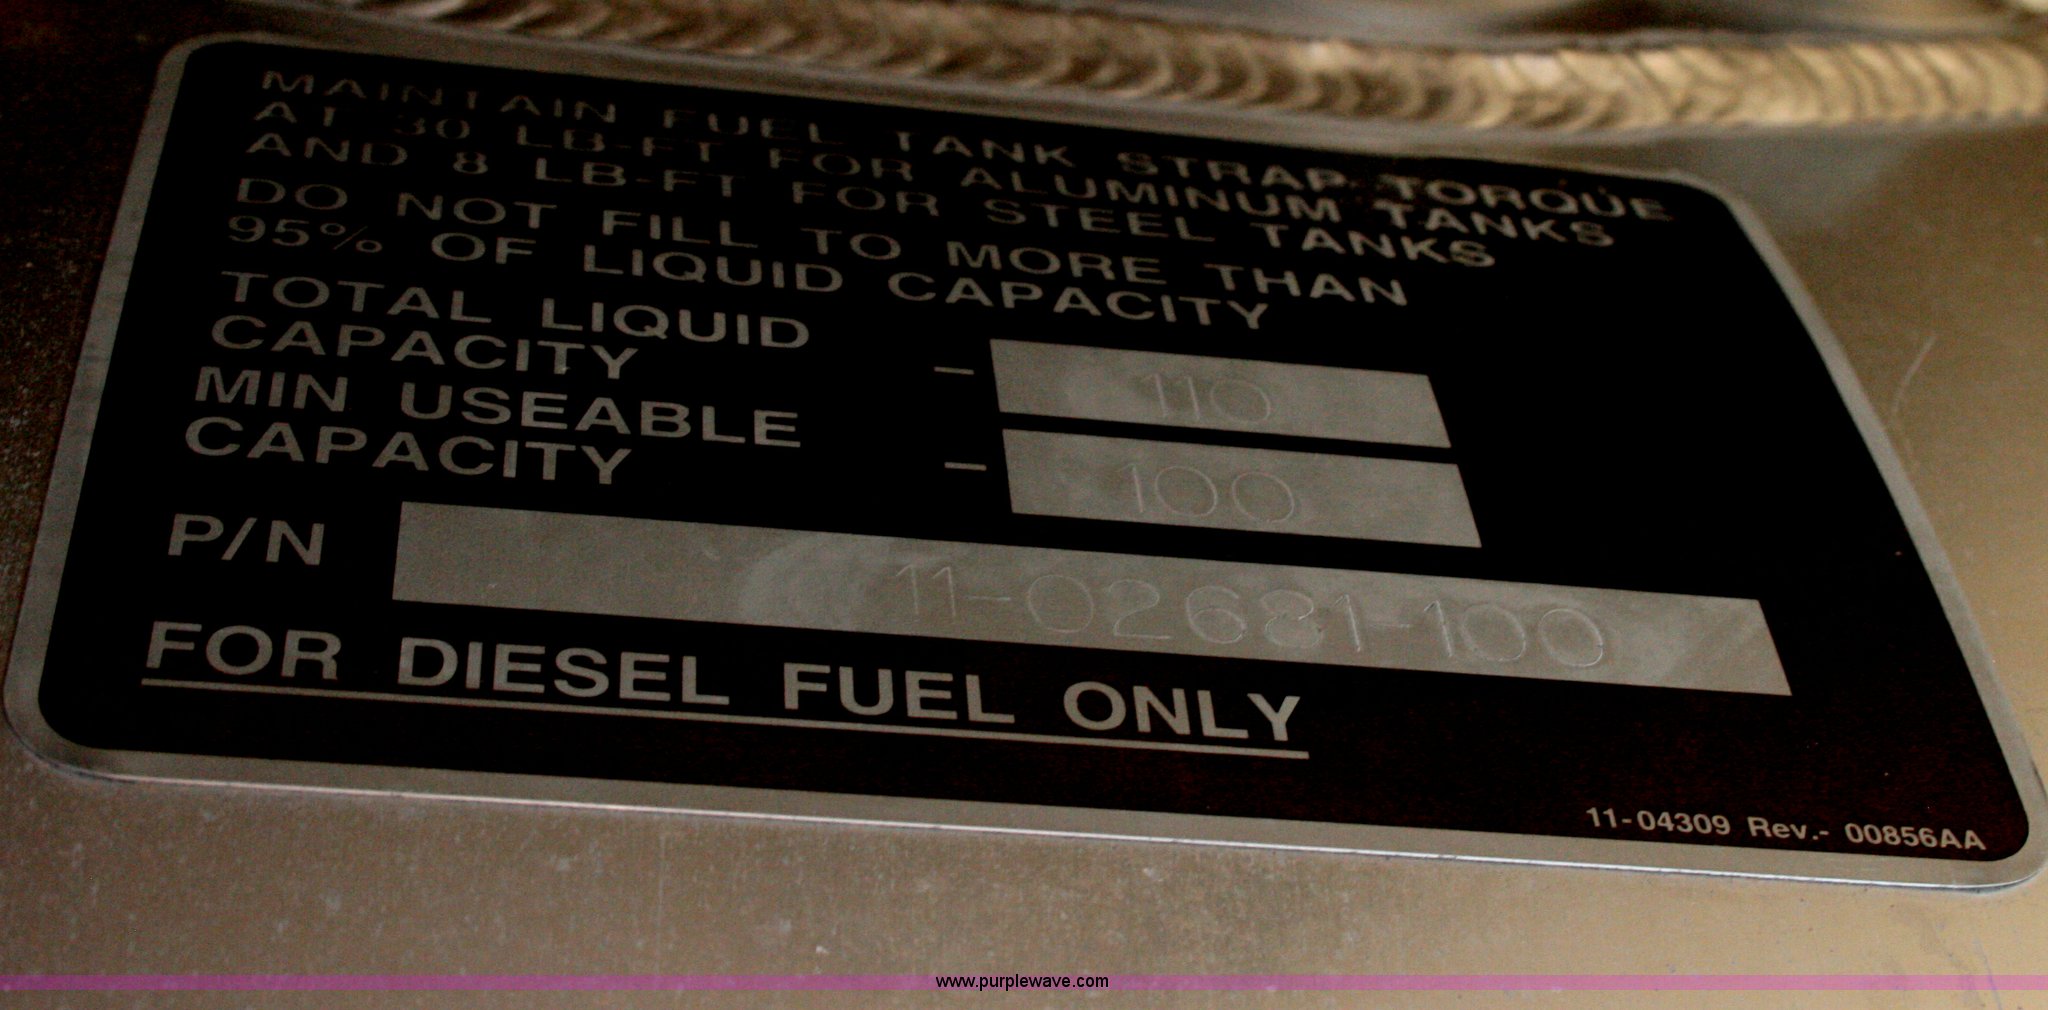 MAINTAIN FUEL TANK STRAP TORQUE
AT 30 LB-FT FOR ALUMINUM TANKS
AND 8 LB-FT FOR STEEL TANKS
DO NOT FILL TO MORE THAN
95% OF LIQUID CAPACITY
TOTAL LIQUID
CAPACITY - 110
MIN USEABLE
CAPACITY - 100
P/N 11-02681-100
FOR DIESEL FUEL ONLY
11-04309 Rev.- 00856AA
www.purplewave.com